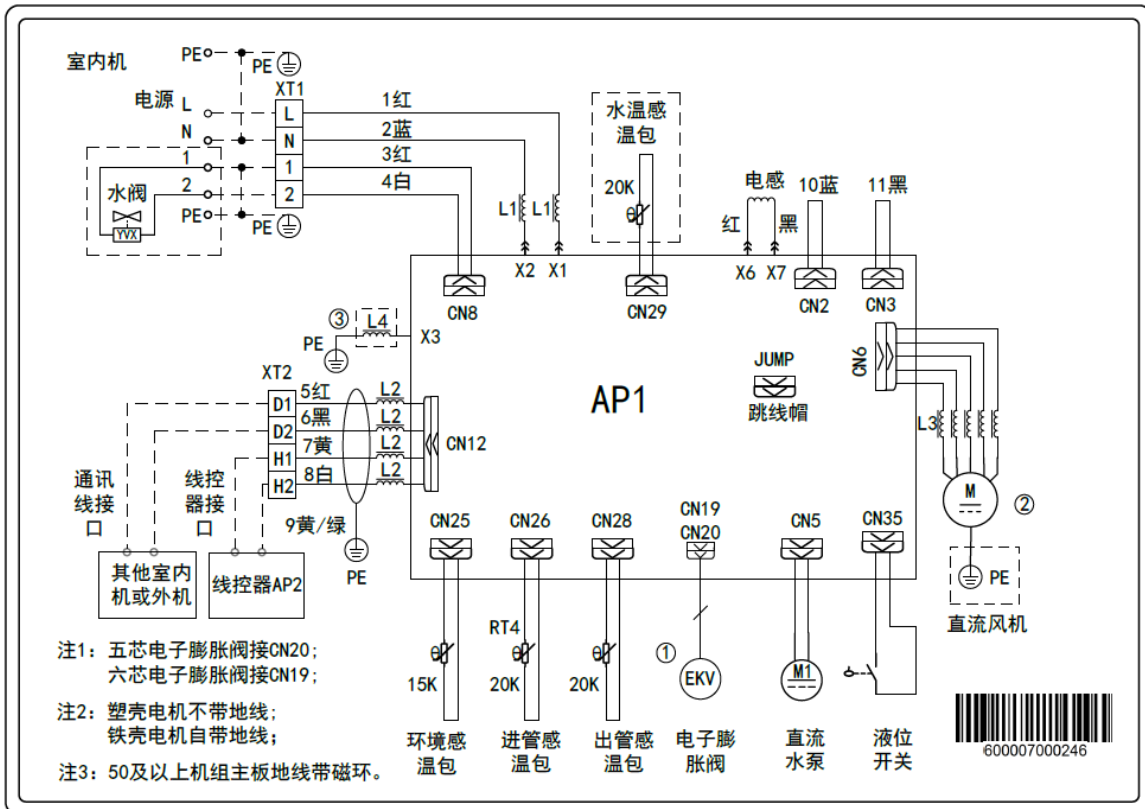 室内机
PE
PE
XT1
电源
L
L
1红
N
N
2蓝
1
1
3红
2
2
4白
水阀
YVX
PE
PE
水温感
温包
20K
θ
电感
10蓝
11黑
L1
L1
红
黑
X2
X1
X6
X7
CN8
CN29
CN2
CN3
③
L4
X3
PE
CN6
JUMP
跳线帽
AP1
XT2
D1
5红
L2
D2
6黑
L2
H1
7黄
L2
H2
8白
L2
CN12
L3
通讯
线接
口
线控
器接
口
9黄/绿
PE
M
②
PE
直流风机
CN25
CN26
CN28
CN19
CN20
CN5
CN35
其他室内
机或外机
线控器AP2
注1：五芯电子膨胀阀接CN20；
六芯电子膨胀阀接CN19；
注2：塑壳电机不带地线；
铁壳电机自带地线；
注3：50及以上机组主板地线带磁环。
θ
15K
环境感
温包
RT4
θ
20K
进管感
温包
θ
20K
出管感
温包
①
EKV
电子膨
胀阀
M1
直流
水泵
液位
开关
600007000246